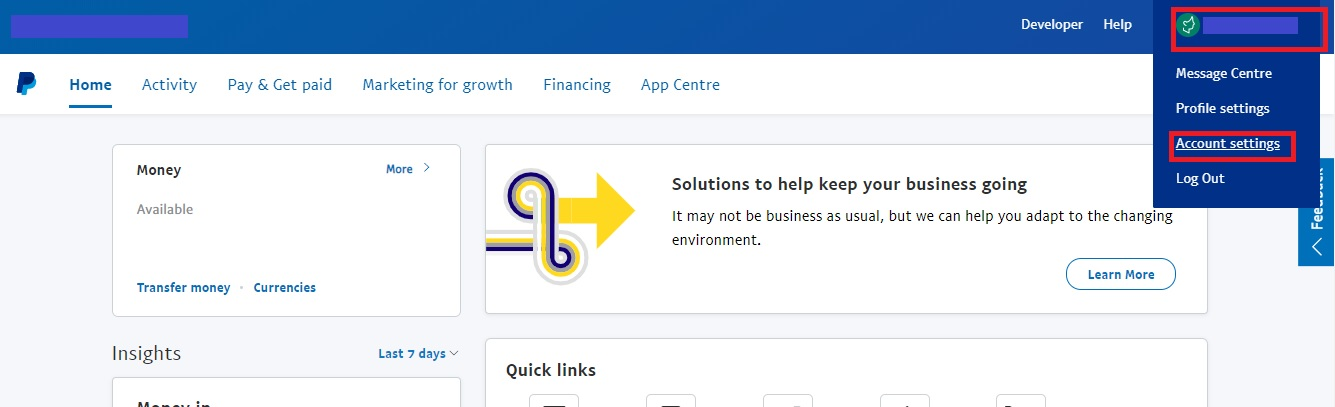 Developer Help
Message Centre
Profile settings
Account settings
Log Out
Home Activity Pay & Get paid Marketing for growth Financing App Centre
Money More
Available
Transfer money Currencies
Solutions to help keep your business going
It may not be business as usual, but we can help you adapt to the changing
environment.
Learn More
Feedback
Insights Last 7 days
Quick links
Money in